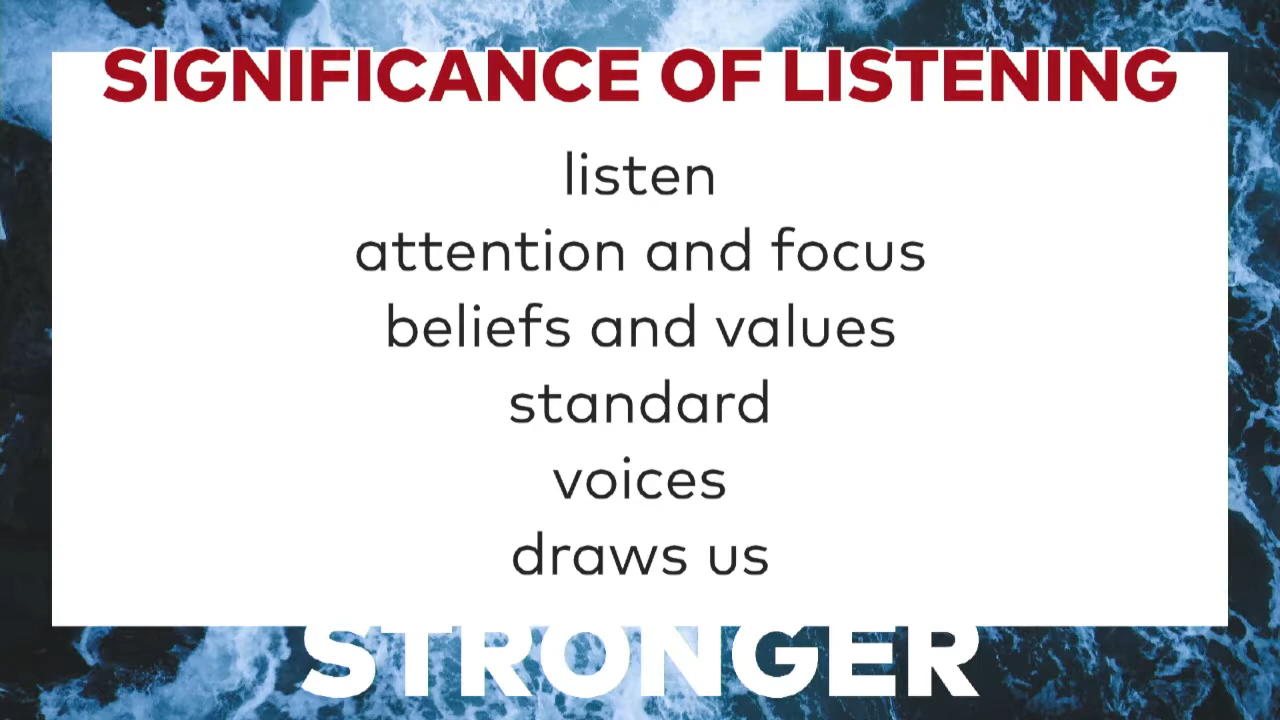 SIGNIFICANCE OF LISTENING
listen
attention and focus
beliefs and values
standard
voices
draws us
STRONGER